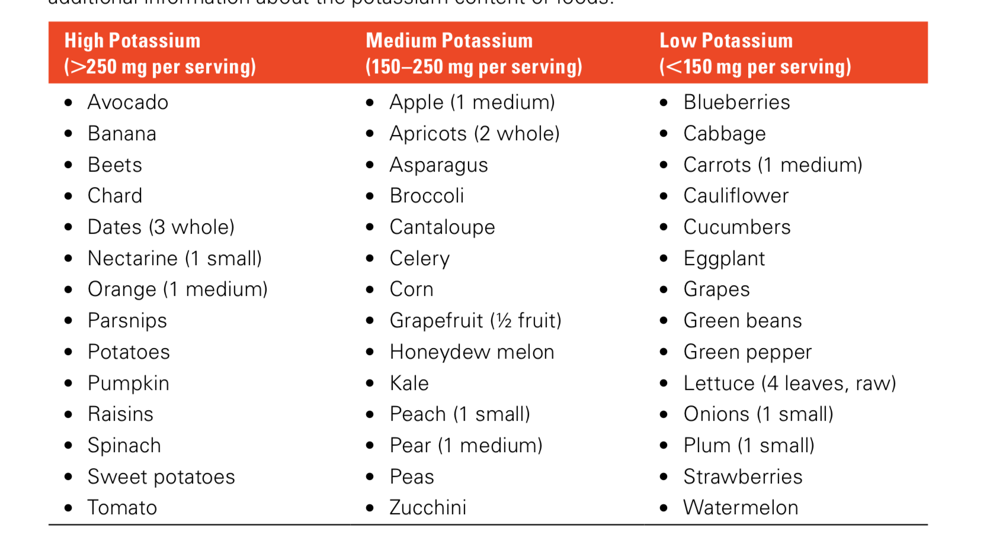 additional information about the potassium content of foods.
High Potassium
(>250 mg per serving)
Medium Potassium
(150–250 mg per serving)
Low Potassium
(<150 mg per serving)
• Avocado
• Banana
• Beets
• Chard
• Dates (3 whole)
• Nectarine (1 small)
• Orange (1 medium)
• Parsnips
• Potatoes
• Pumpkin
• Raisins
• Spinach
• Sweet potatoes
• Tomato
• Apple (1 medium)
• Apricots (2 whole)
• Asparagus
• Broccoli
• Cantaloupe
• Celery
• Corn
• Grapefruit (½ fruit)
• Honeydew melon
• Kale
• Peach (1 small)
• Pear (1 medium)
• Peas
• Zucchini
• Blueberries
• Cabbage
• Carrots (1 medium)
• Cauliflower
• Cucumbers
• Eggplant
• Grapes
• Green beans
• Green pepper
• Lettuce (4 leaves, raw)
• Onions (1 small)
• Plum (1 small)
• Strawberries
• Watermelon